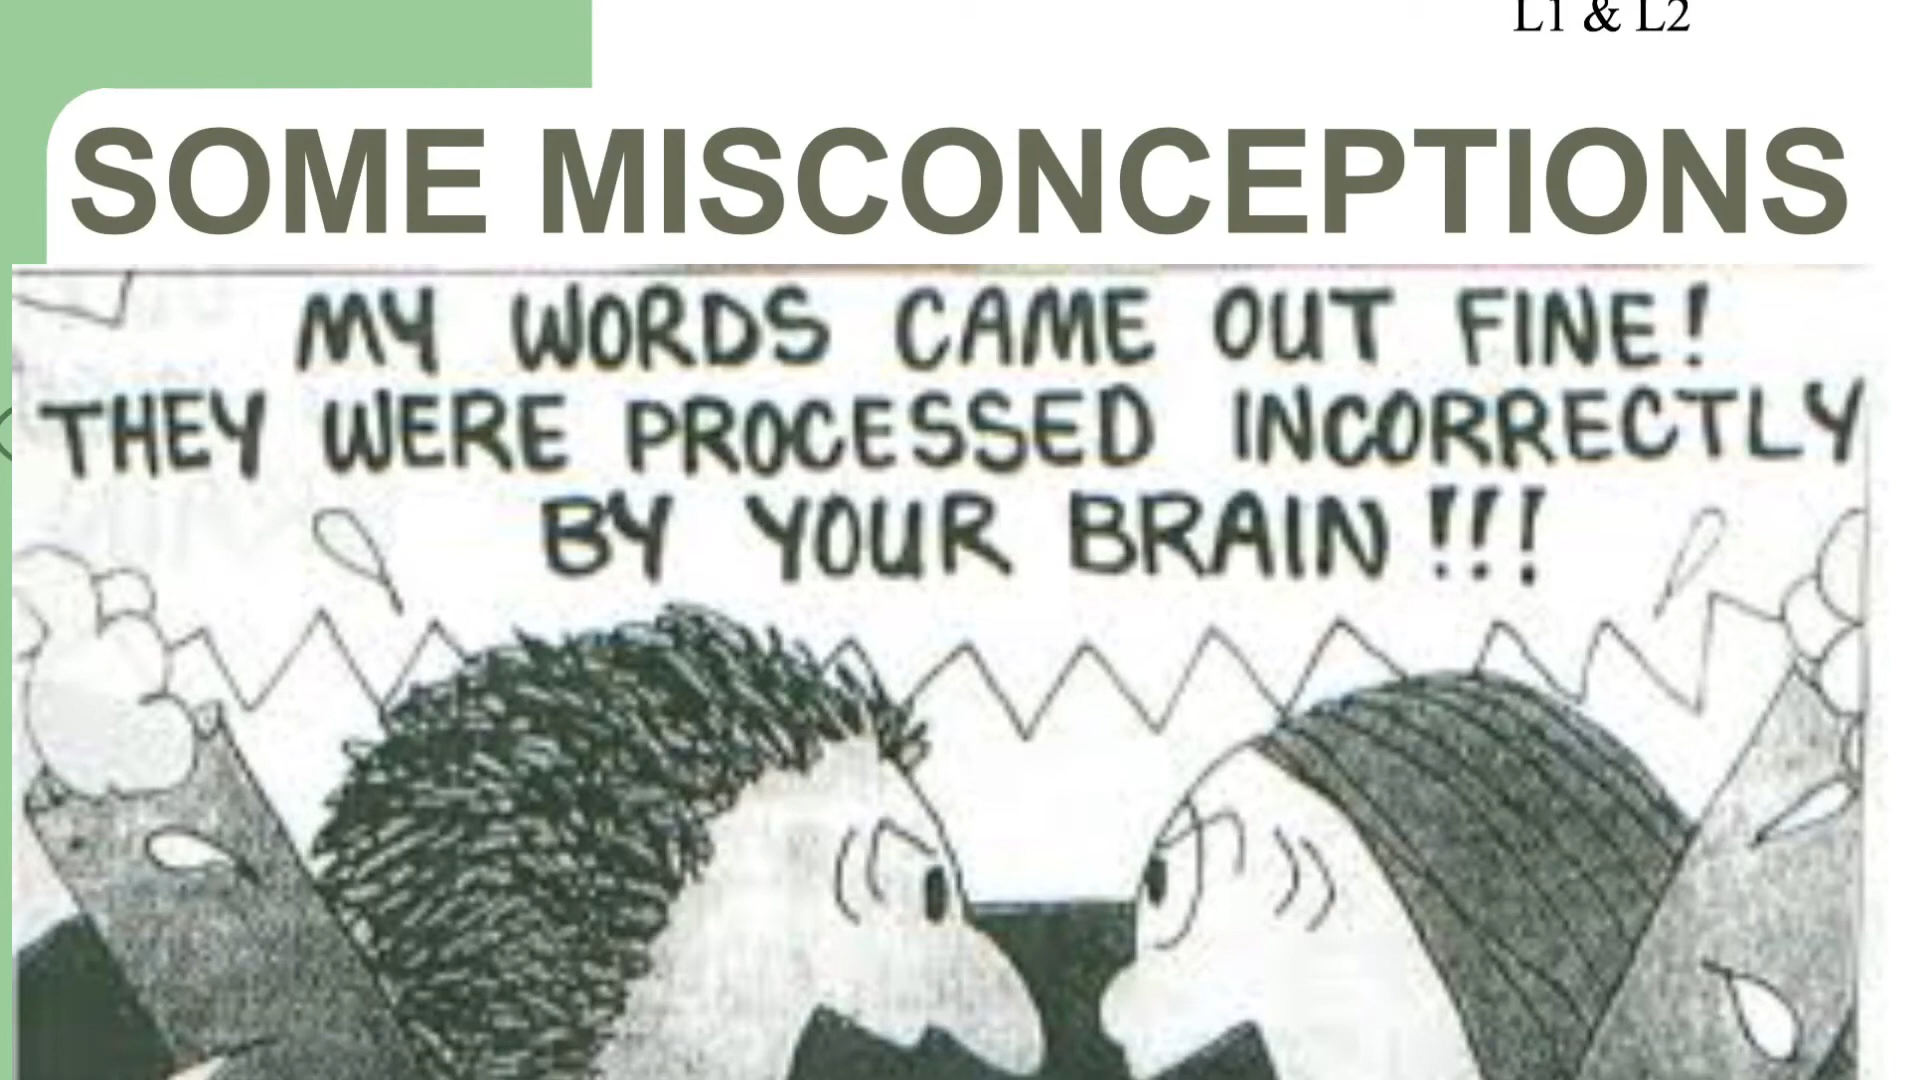 L1 & L2
SOME MISCONCEPTIONS
MY WORDS CAME OUT FINE!
THEY WERE PROCESSED INCORRECTLY
BY YOUR BRAIN!!!